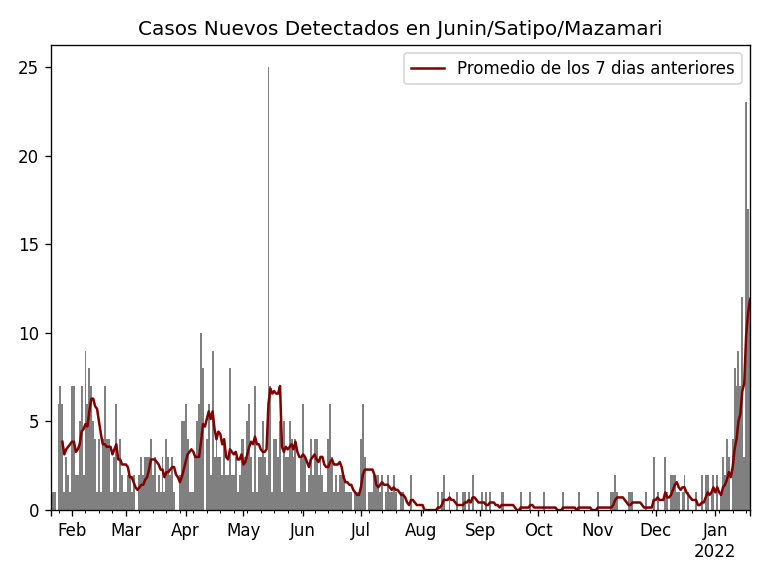 Casos Nuevos Detectados en Junin/Satipo/Mazamari
Promedio de los 7 dias anteriores
25
20
15
10
5
0
Feb Mar Apr May Jun Jul Aug Sep Oct Nov Dec Jan
2022